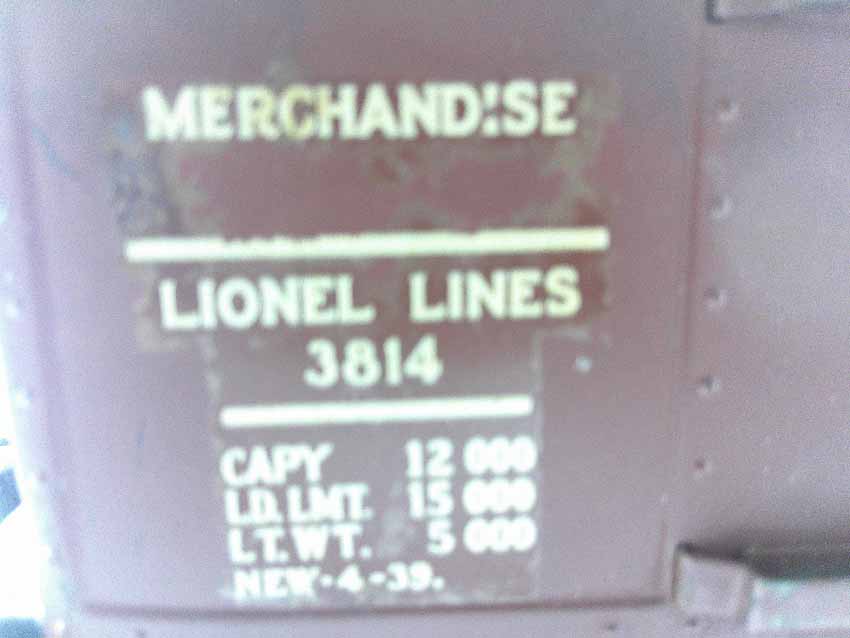 MERCHANDISE
LIONEL LINES
3814
CAPY 12 000
LD. LMT. 15 000
LT. WT. 5 000
NEW-4-39.